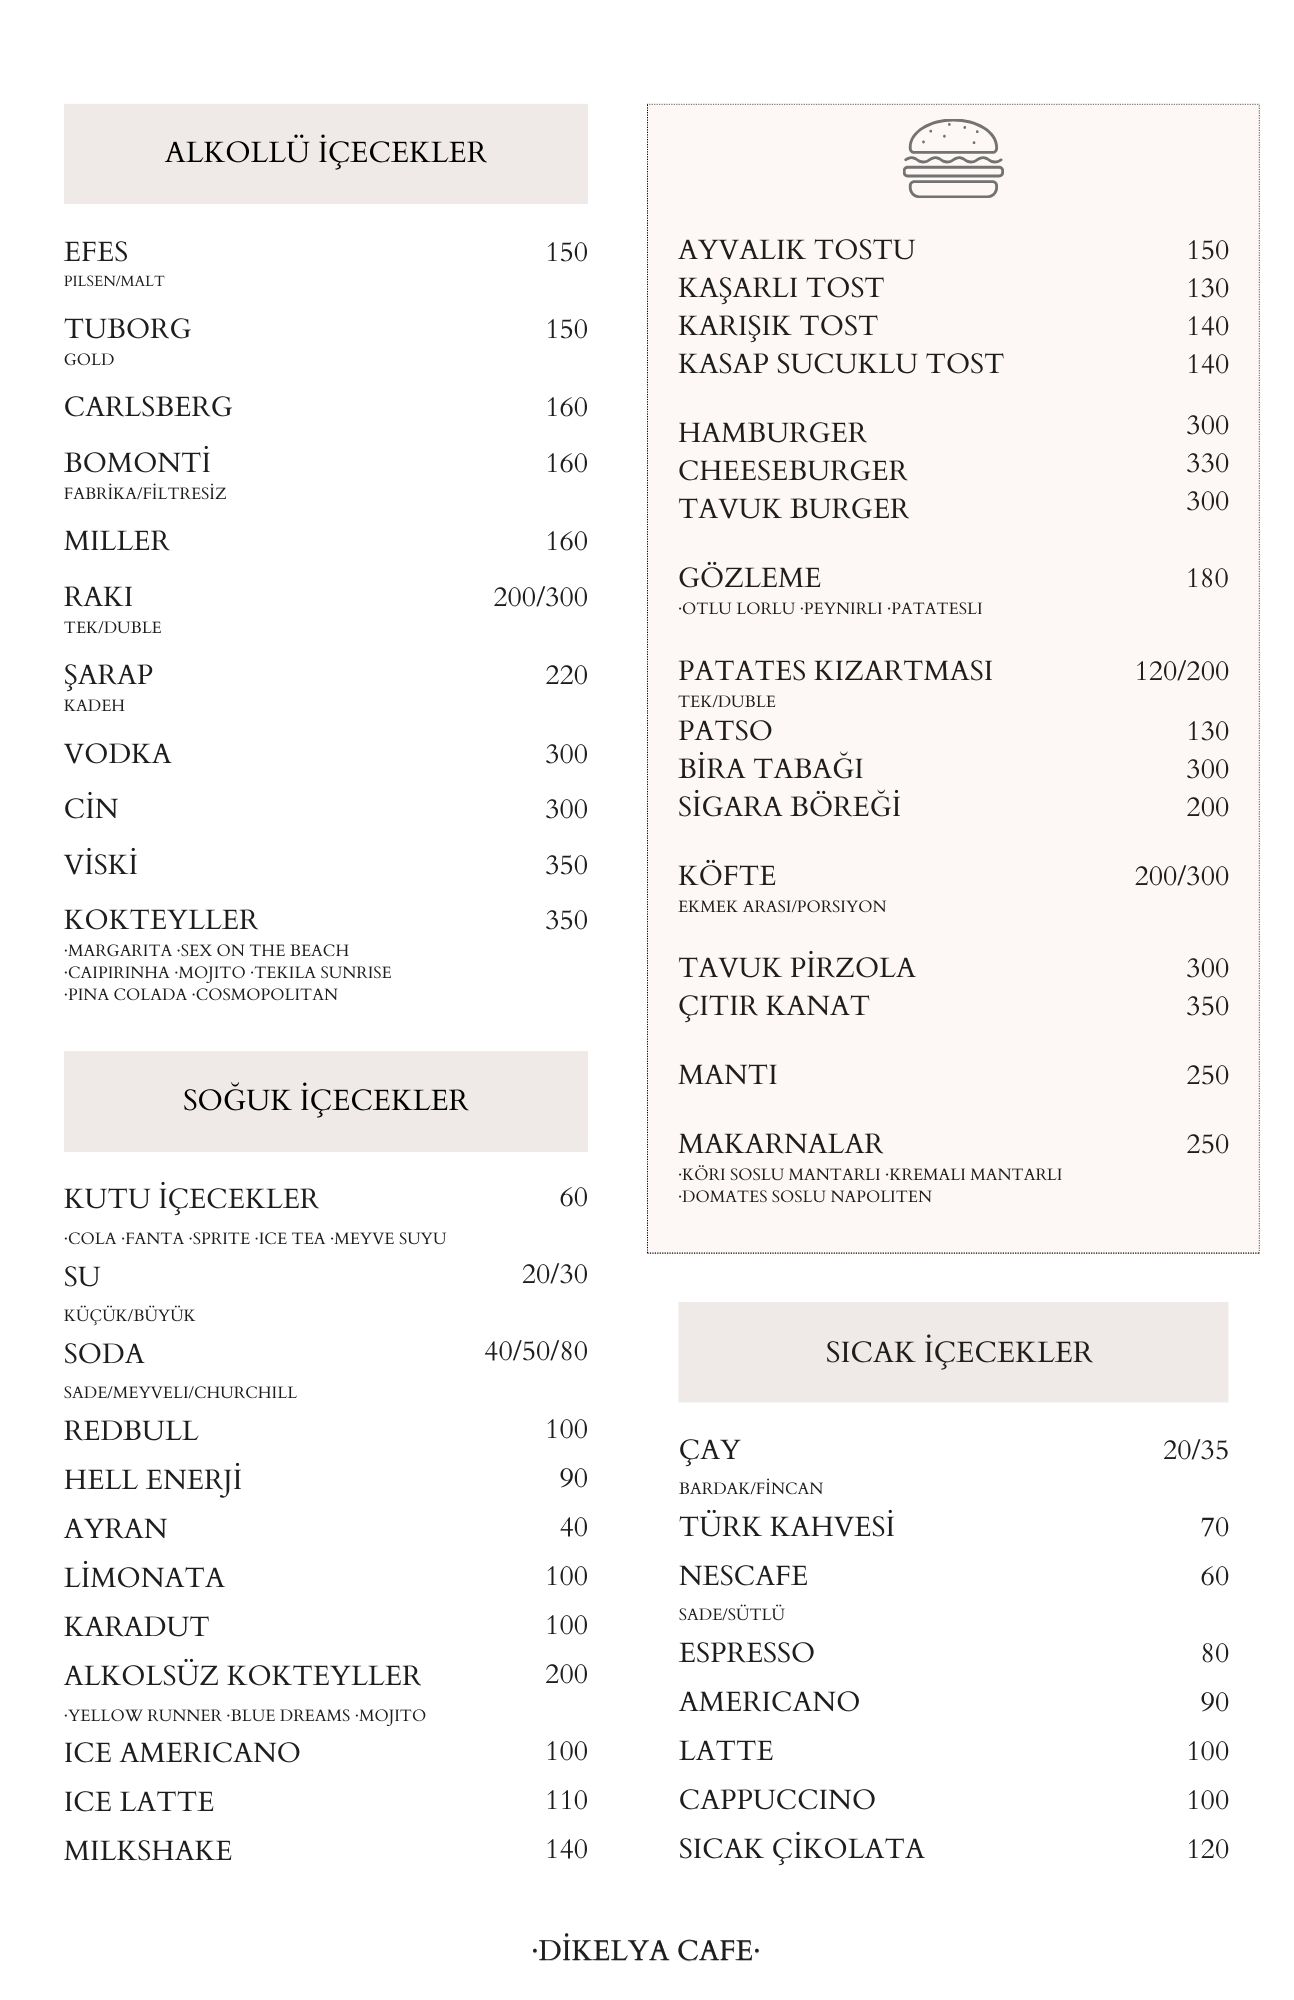 ALKOLLÜ İÇECEKLER
EFES 150
PILSEN/MALT
TUBORG 150
GOLD
CARLSBERG 160
BOMONTİ 160
FABRİKA/FİLTRESİZ
MILLER 160
RAKI 200/300
TEK/DUBLE
ŞARAP 220
KADEH
VODKA 300
CİN 300
VİSKİ 350
KOKTEYLLER 350
·MARGARITA ·SEX ON THE BEACH
·CAIPIRINHA ·MOJITO ·TEKILA SUNRISE
·PINA COLADA ·COSMOPOLITAN
SOĞUK İÇECEKLER
KUTU İÇECEKLER 60
·COLA ·FANTA ·SPRITE ·ICE TEA ·MEYVE SUYU
SU 20/30
KÜÇÜK/BÜYÜK
SODA 40/50/80
SADE/MEYVELI/CHURCHILL
REDBULL 100
HELL ENERJİ 90
AYRAN 40
LİMONATA 100
KARADUT 100
ALKOLSÜZ KOKTEYLLER 200
·YELLOW RUNNER ·BLUE DREAMS ·MOJITO
ICE AMERICANO 100
ICE LATTE 110
MILKSHAKE 140
AYVALIK TOSTU 150
KAŞARLI TOST 130
KARIŞIK TOST 140
KASAP SUCUKLU TOST 140
HAMBURGER 300
CHEESEBURGER 330
TAVUK BURGER 300
GÖZLEME 180
·OTLU LORLU ·PEYNIRLI ·PATATESLI
PATATES KIZARTMASI 120/200
TEK/DUBLE
PATSO 130
BİRA TABAĞI 300
SİGARA BÖREĞİ 200
KÖFTE 200/300
EKMEK ARASI/PORSIYON
TAVUK PİRZOLA 300
ÇITIR KANAT 350
MANTI 250
MAKARNALAR 250
·KÖRI SOSLU MANTARLI ·KREMALI MANTARLI
·DOMATES SOSLU NAPOLITEN
SICAK İÇECEKLER
ÇAY 20/35
BARDAK/FİNCAN
TÜRK KAHVESİ 70
NESCAFE 60
SADE/SÜTLÜ
ESPRESSO 80
AMERICANO 90
LATTE 100
CAPPUCCINO 100
SICAK ÇİKOLATA 120
·DİKELYA CAFE·